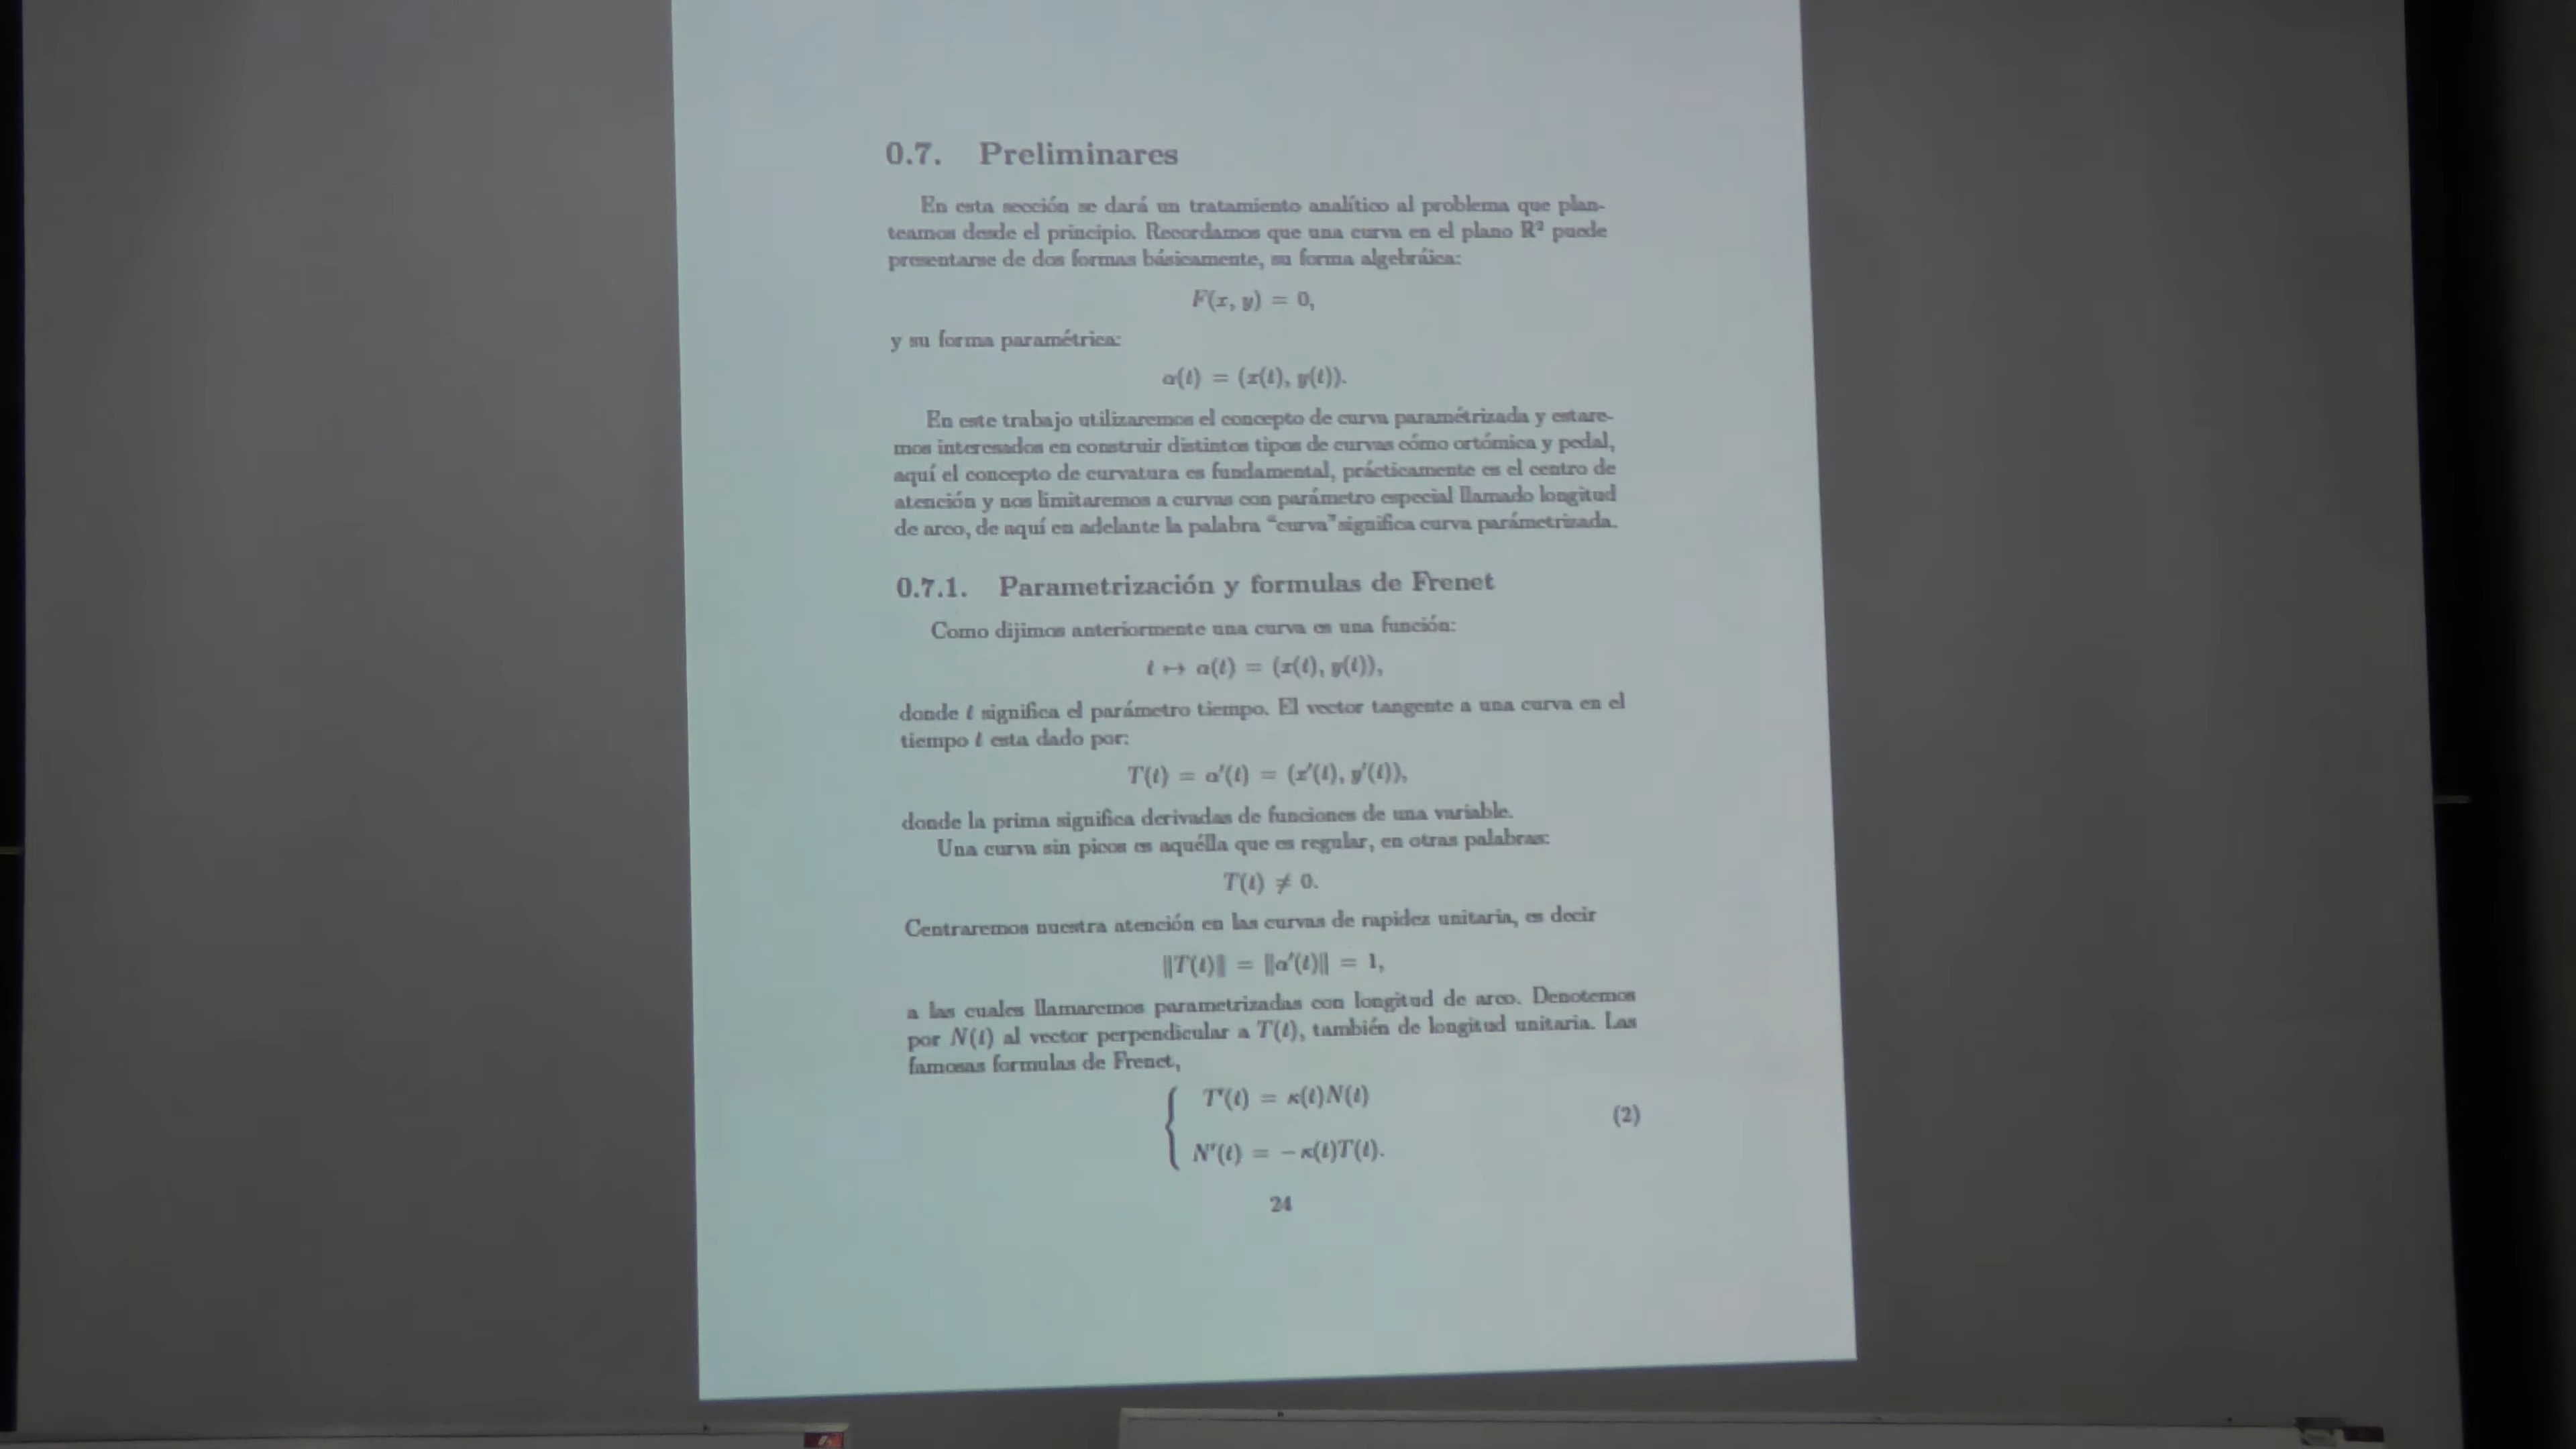 0.7. Preliminares
En esta sección se dará un tratamiento analítico al problema que plan-
teamos desde el principio. Recordamos que una curva en el plano R² puede
presentarse de dos formas básicamente, su forma algebráica:
F(x, y) = 0,
y su forma paramétrica:
α(t) = (x(t), y(t)).
En este trabajo utilizaremos el concepto de curva paramétrizada y estare-
mos interesados en construir distintos tipos de curvas cómo ortómica y pedal,
aquí el concepto de curvatura es fundamental, prácticamente es el centro de
atención y nos limitaremos a curvas con parámetro especial llamado longitud
de arco, de aquí en adelante la palabra “curva”significa curva parámetrizada.
0.7.1. Parametrización y formulas de Frenet
Como dijimos anteriormente una curva es una función:
t ↦ α(t) = (x(t), y(t)),
donde t significa el parámetro tiempo. El vector tangente a una curva en el
tiempo t esta dado por:
T(t) = α′(t) = (x′(t), y′(t)),
donde la prima significa derivadas de funciones de una variable.
Una curva sin picos es aquélla que es regular, en otras palabras:
T(t) ≠ 0.
Centraremos nuestra atención en las curvas de rapidez unitaria, es decir
‖T(t)‖ = ‖α′(t)‖ = 1,
a las cuales llamaremos parametrizadas con longitud de arco. Denotemos
por N(t) al vector perpendicular a T(t), también de longitud unitaria. Las
famosas formulas de Frenet,
T′(t) = κ(t)N(t)
(2)
N′(t) = −κ(t)T(t).
24